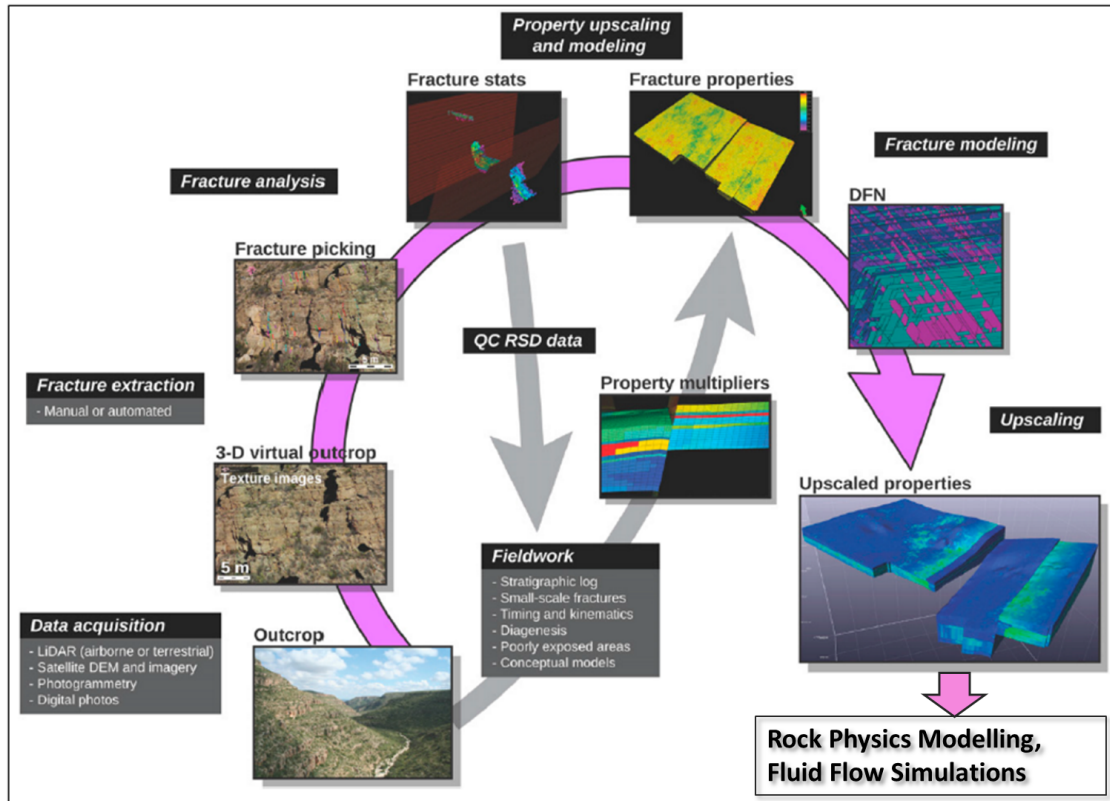 Property upscaling
and modeling
Fracture stats
Fracture properties
Fracture modeling
Fracture analysis
DFN
Fracture picking
5 m
QC RSD data
Property multipliers
Fracture extraction
- Manual or automated
Upscaling
3-D virtual outcrop
Texture images
5 m
Upscaled properties
Fieldwork
- Stratigraphic log
- Small-scale fractures
- Timing and kinematics
- Diagenesis
- Poorly exposed areas
- Conceptual models
Data acquisition
- LiDAR (airborne or terrestrial)
- Satellite DEM and imagery
- Photogrammetry
- Digital photos
Outcrop
Rock Physics Modelling,
Fluid Flow Simulations